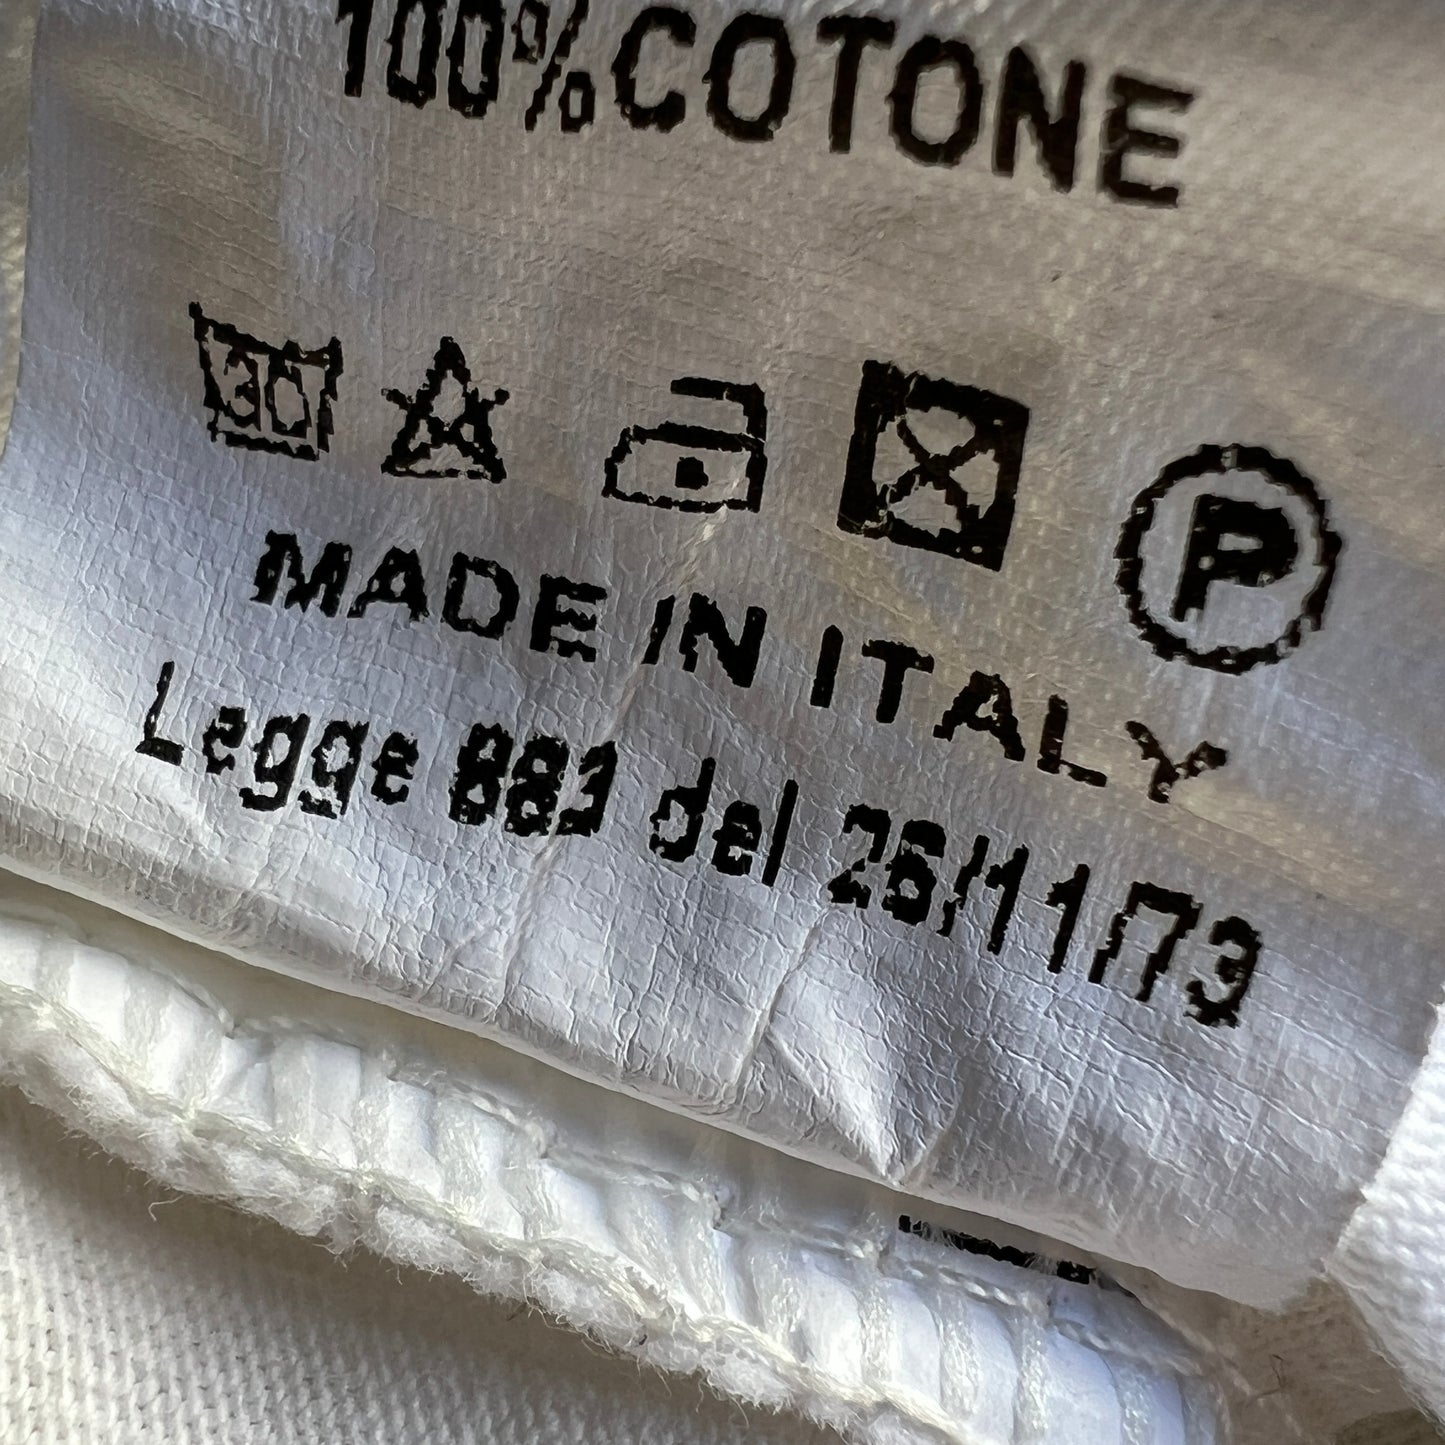 100% COTONE
30
P
MADE IN ITALY
Legge 883 del 26/11/73